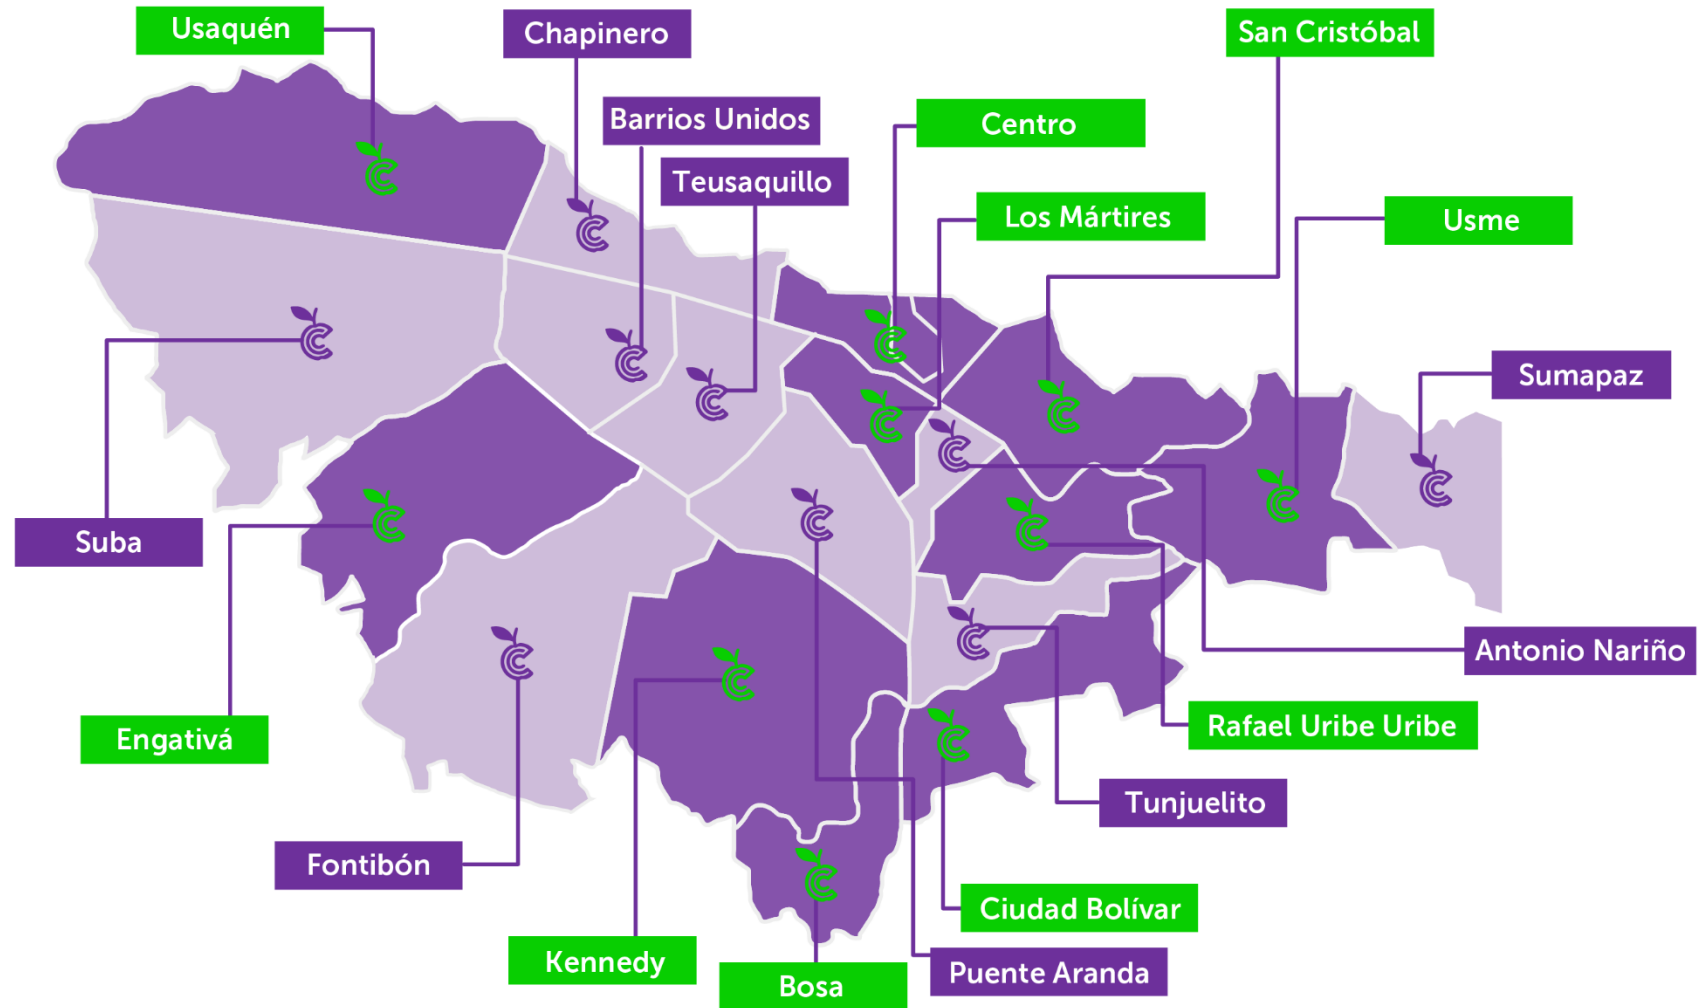 Usaquén
Chapinero
San Cristóbal
Barrios Unidos
Centro
Teusaquillo
Los Mártires
Usme
Sumapaz
Suba
Antonio Nariño
Engativá
Rafael Uribe Uribe
Tunjuelito
Fontibón
Ciudad Bolívar
Kennedy
Puente Aranda
Bosa